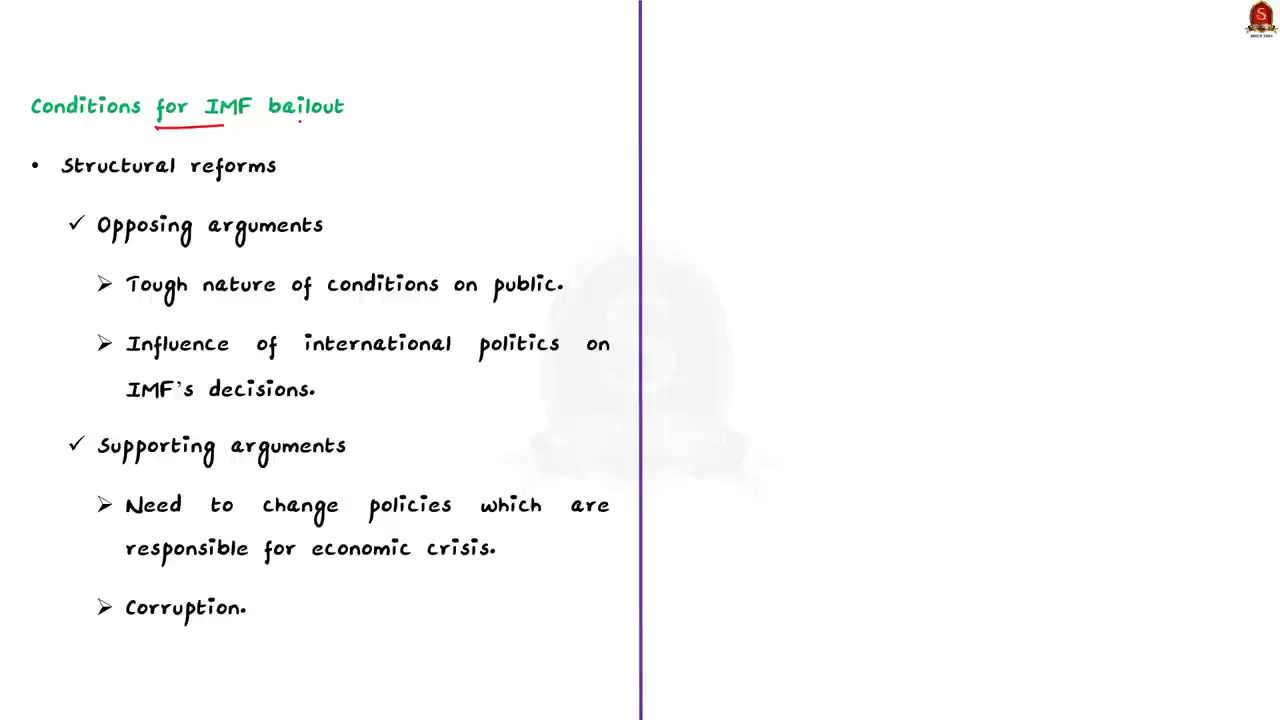 Conditions for IMF bailout
• Structural reforms
✓ Opposing arguments
➢ Tough nature of conditions on public.
➢ Influence of international politics on
IMF's decisions.
✓ Supporting arguments
➢ Need to change policies which are
responsible for economic crisis.
➢ Corruption.